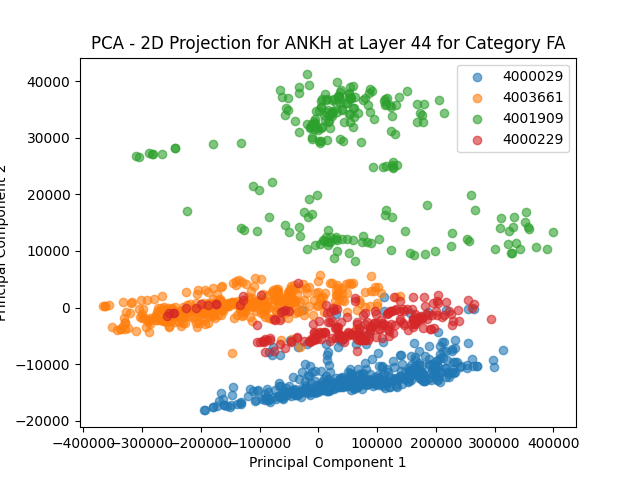 PCA - 2D Projection for ANKH at Layer 44 for Category FA
4000029
4003661
4001909
4000229
40000
30000
20000
10000
0
−10000
−20000
Principal Component 2
−400000 −300000 −200000 −100000 0 100000 200000 300000 400000
Principal Component 1